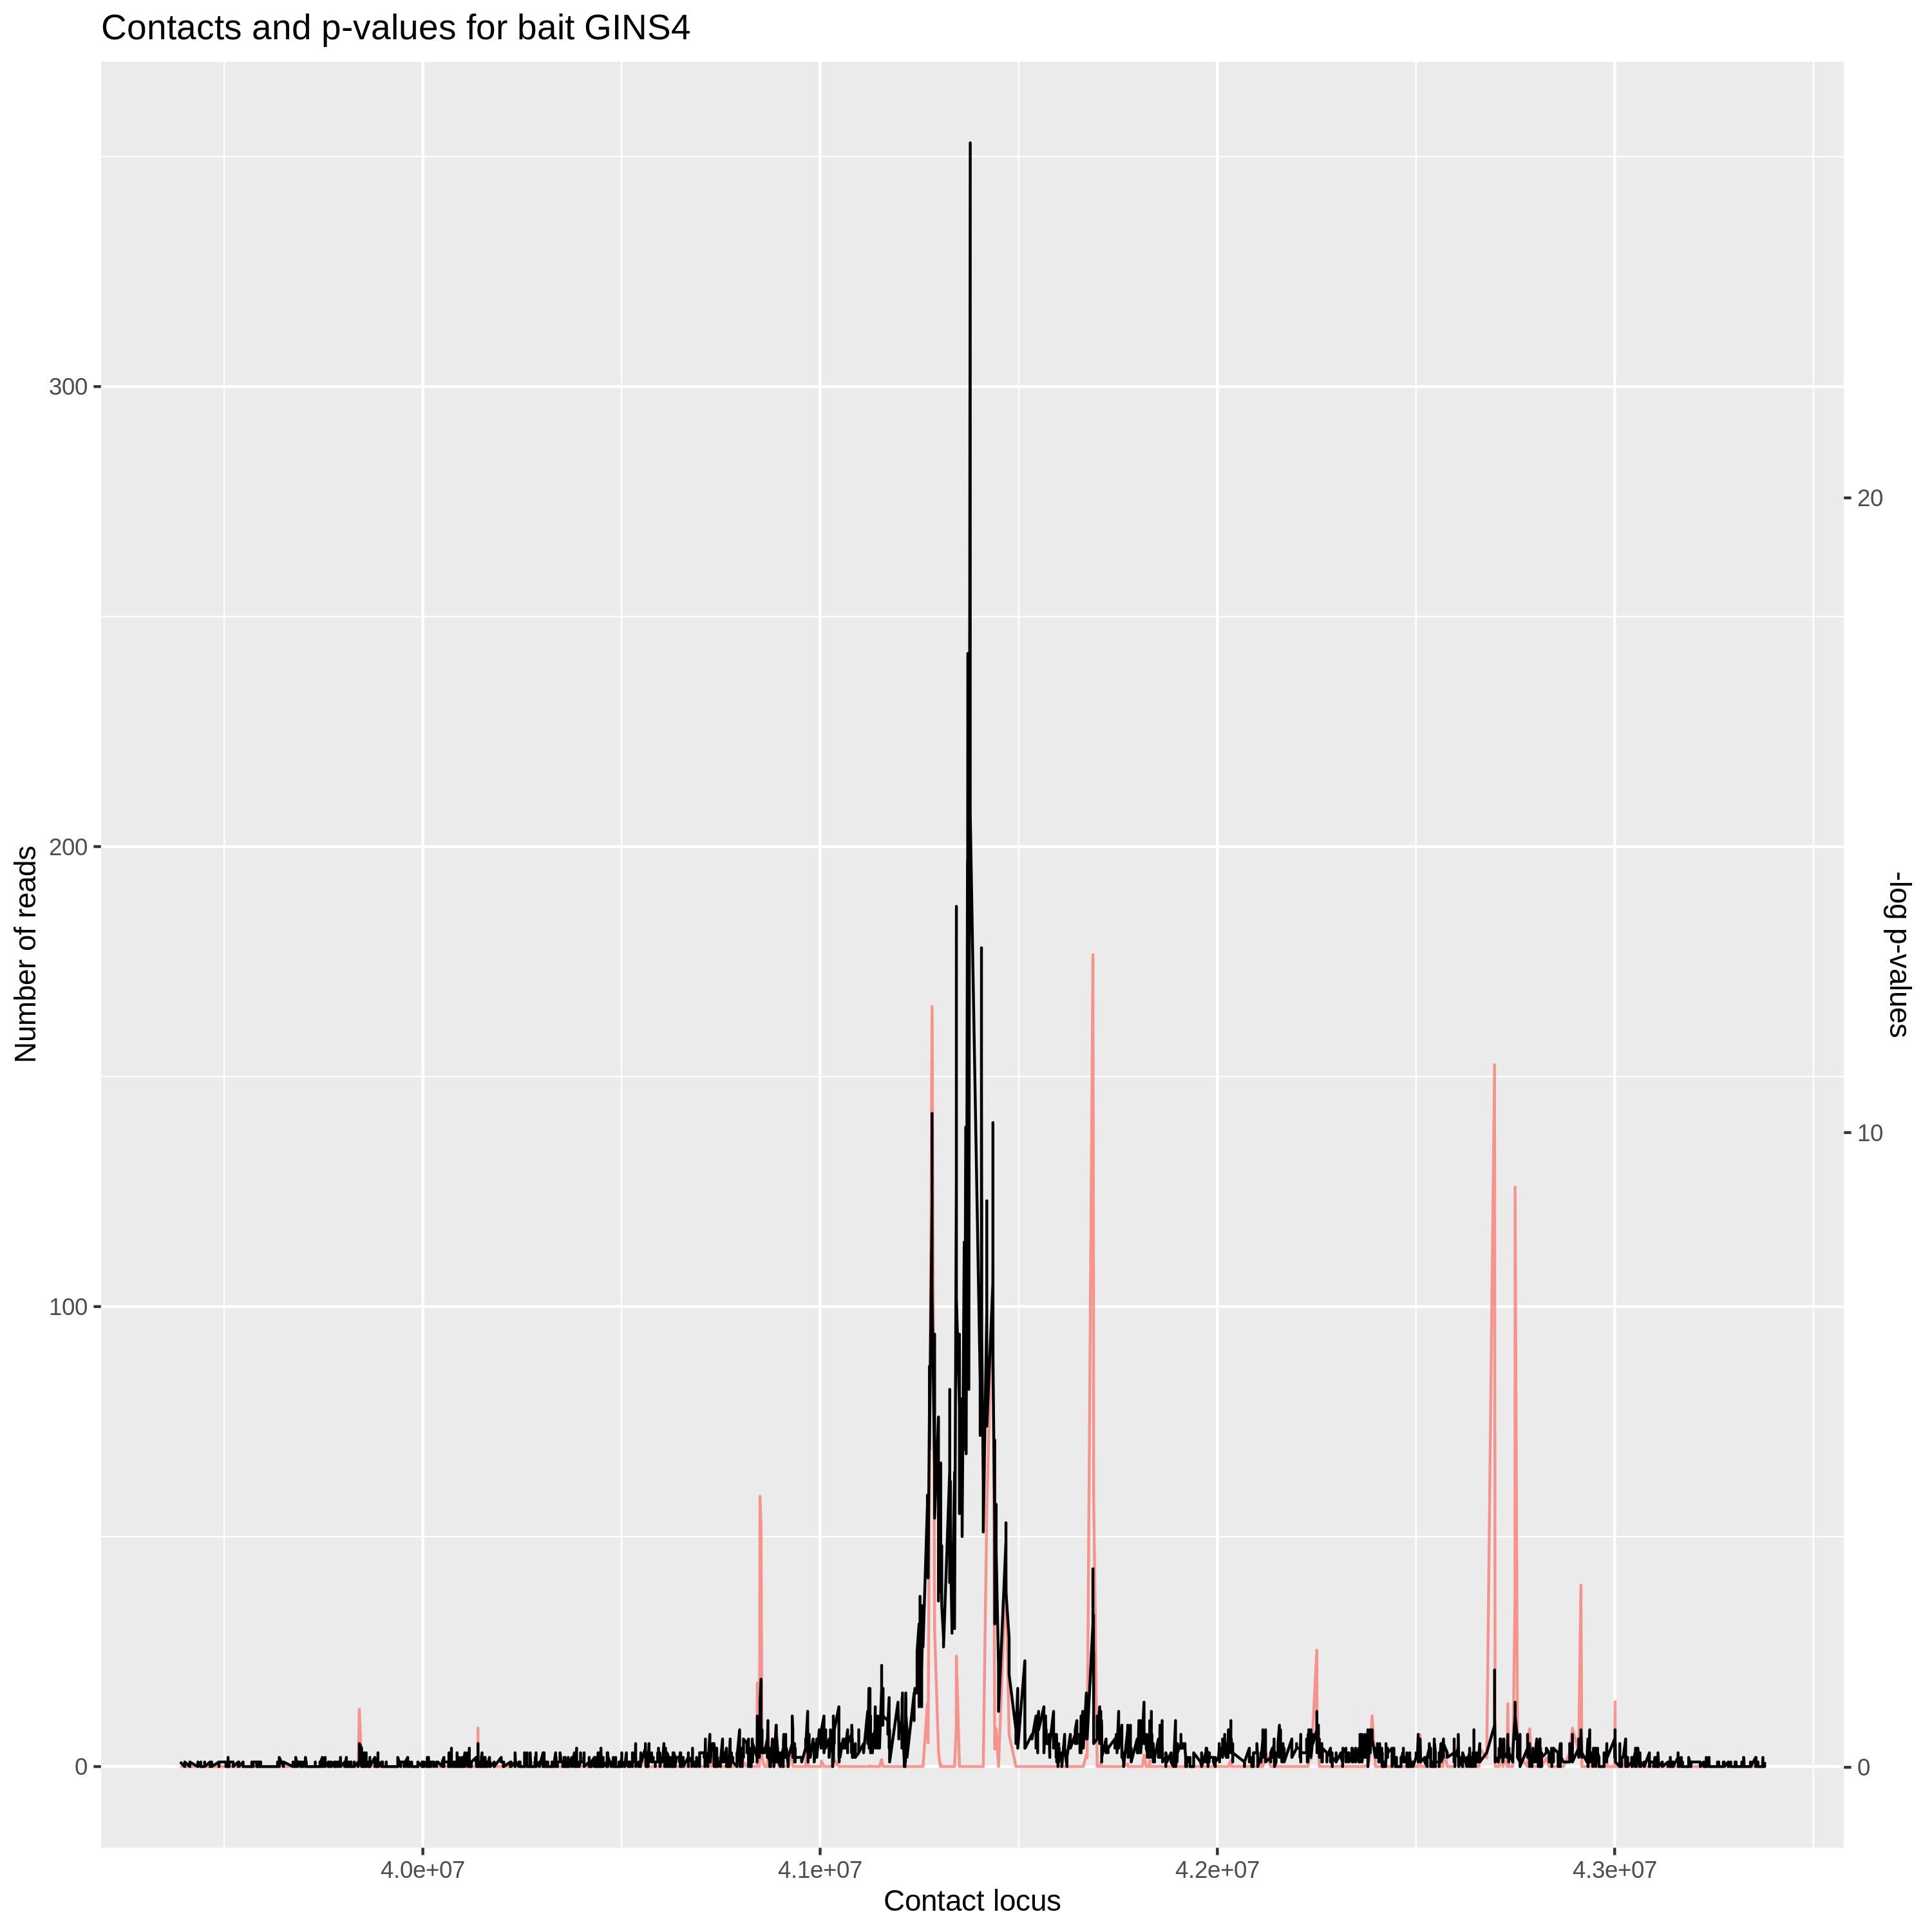 Contacts and p-values for bait GINS4
Number of reads
300
200
100
0
20
10
0
-log p-values
4.0e+07
4.1e+07
4.2e+07
4.3e+07
Contact locus